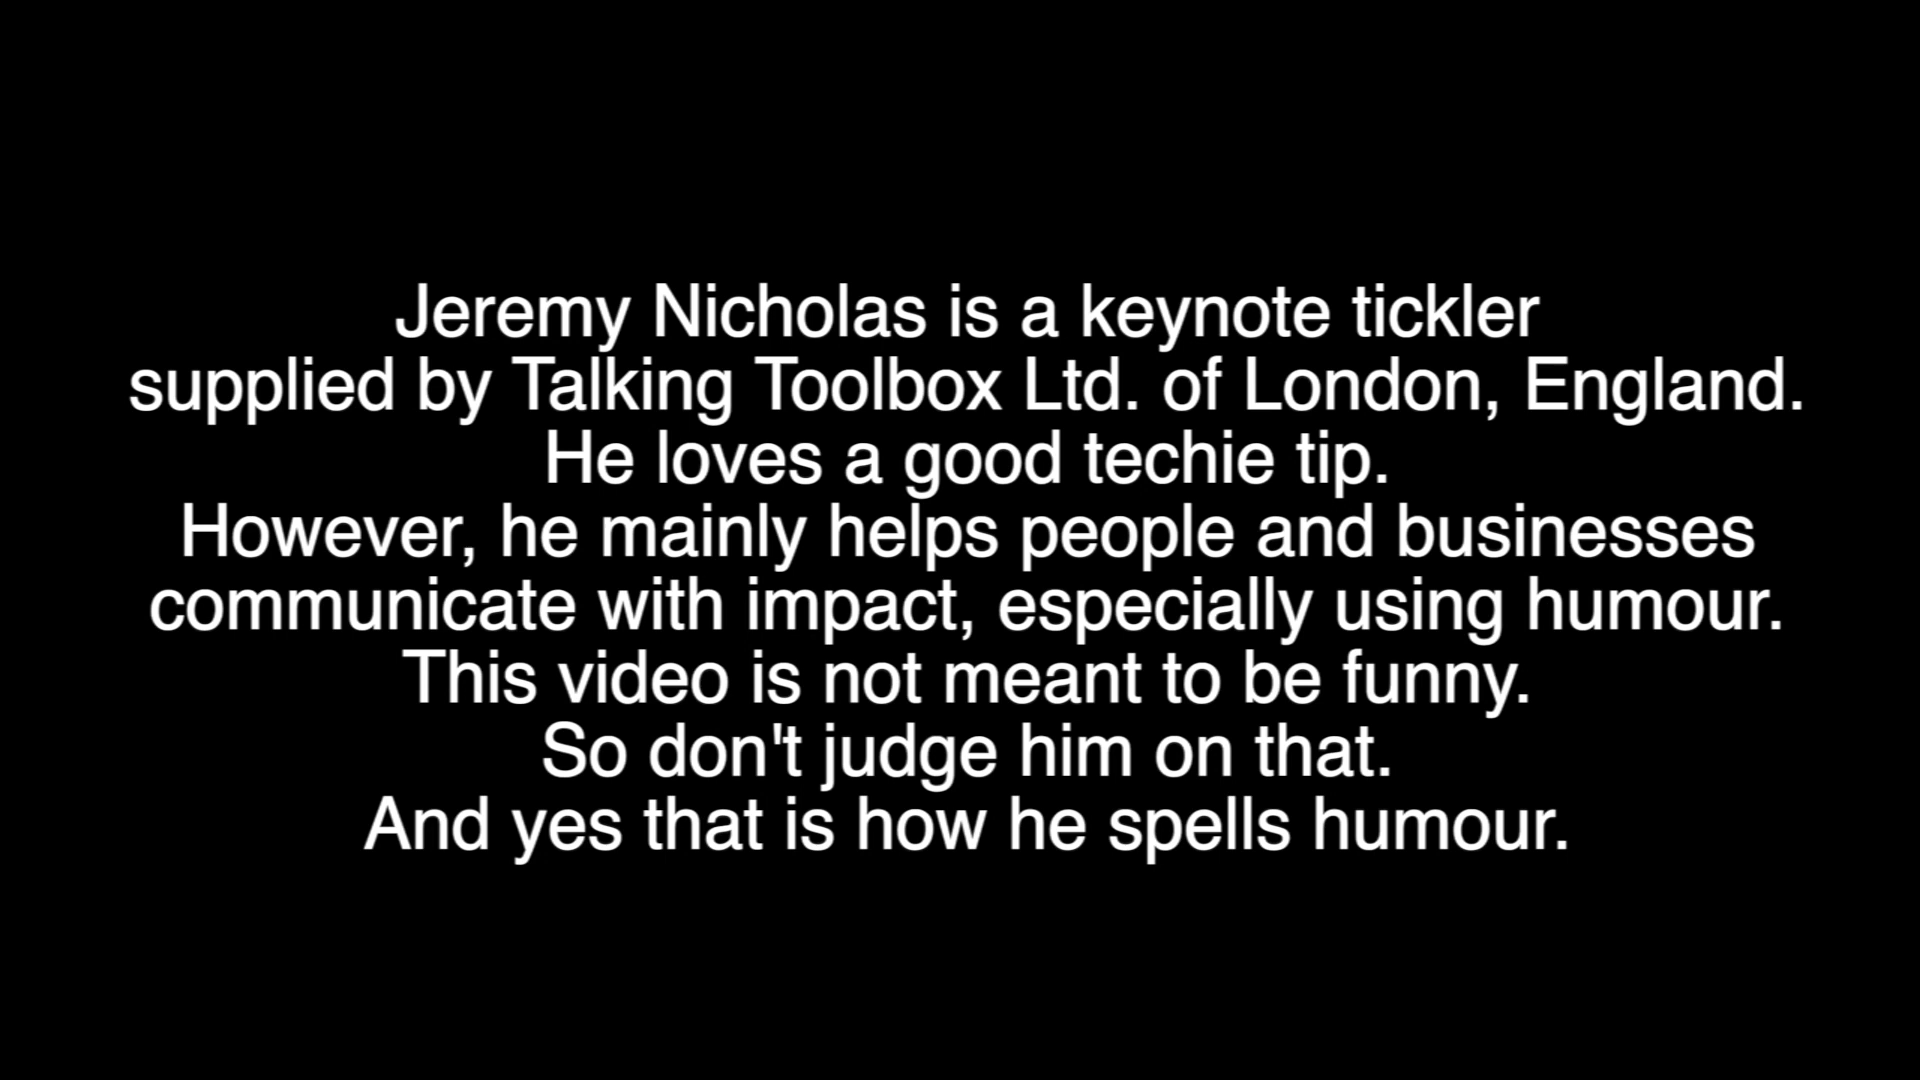 Jeremy Nicholas is a keynote tickler
supplied by Talking Toolbox Ltd. of London, England.
He loves a good techie tip.
However, he mainly helps people and businesses
communicate with impact, especially using humour.
This video is not meant to be funny.
So don't judge him on that.
And yes that is how he spells humour.